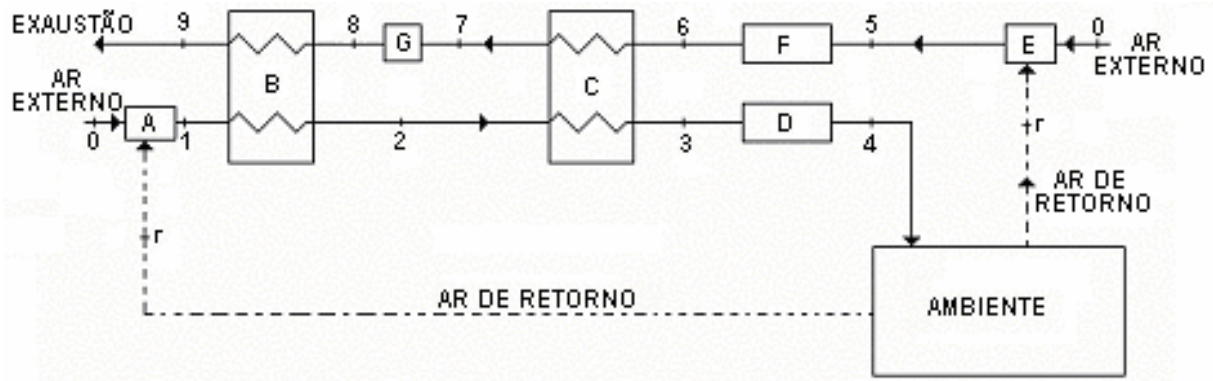 EXAUSTÃO 9 8 G 7 6 F 5 E 0
AR EXTERNO
B
C
AR EXTERNO
0 A 1 2 3 D 4
r
r
AR DE RETORNO
AR DE RETORNO
AMBIENTE